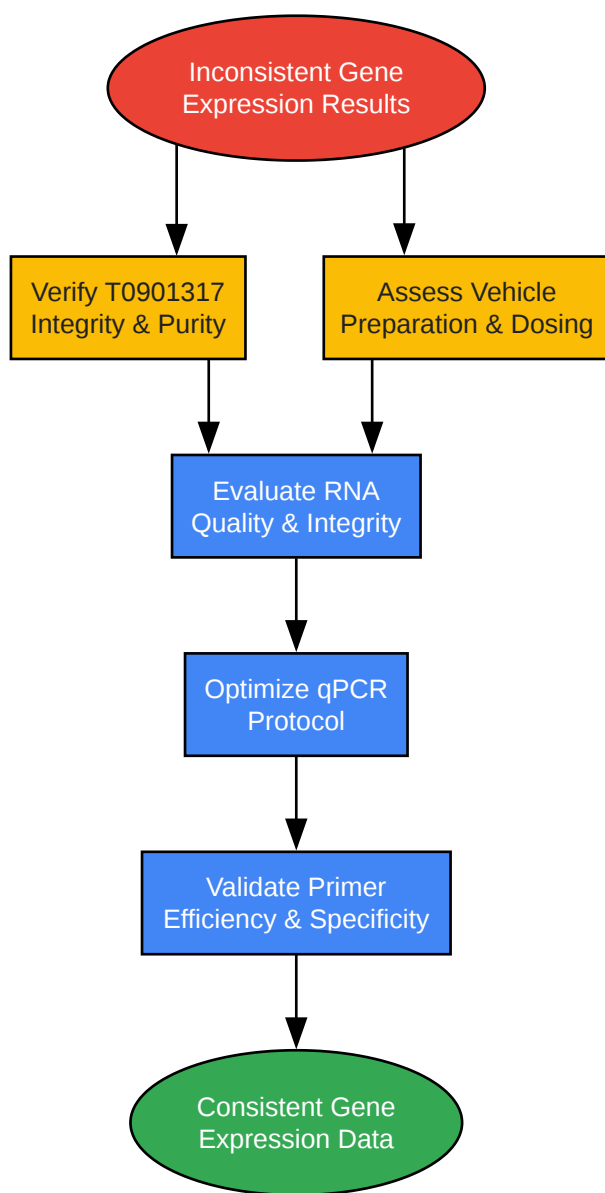 Inconsistent Gene
Expression Results
Verify T0901317
Integrity & Purity
Assess Vehicle
Preparation & Dosing
Evaluate RNA
Quality & Integrity
Optimize qPCR
Protocol
Validate Primer
Efficiency & Specificity
Consistent Gene
Expression Data